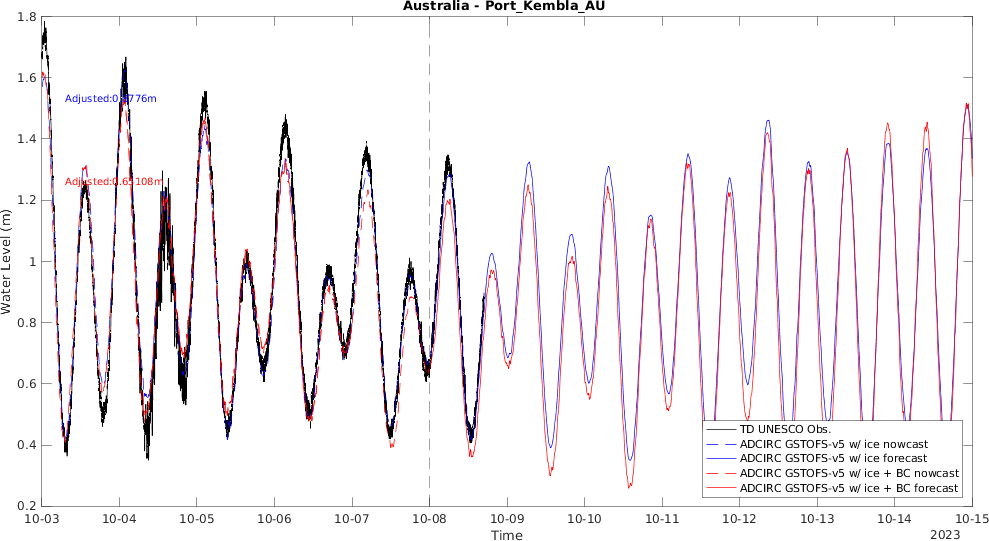 Australia - Port_Kembla_AU
1.8
1.6
1.4
1.2
1
0.8
0.6
0.4
0.2
Water Level (m)
Adjusted:0.
776m
Adjusted:0.65108m
TD UNESCO Obs.
ADCIRC GSTOFS-v5 w/ ice nowcast
ADCIRC GSTOFS-v5 w/ ice forecast
ADCIRC GSTOFS-v5 w/ ice + BC nowcast
ADCIRC GSTOFS-v5 w/ ice + BC forecast
10-03 10-04 10-05 10-06 10-07 10-08 10-09 10-10 10-11 10-12 10-13 10-14 10-15
Time
2023